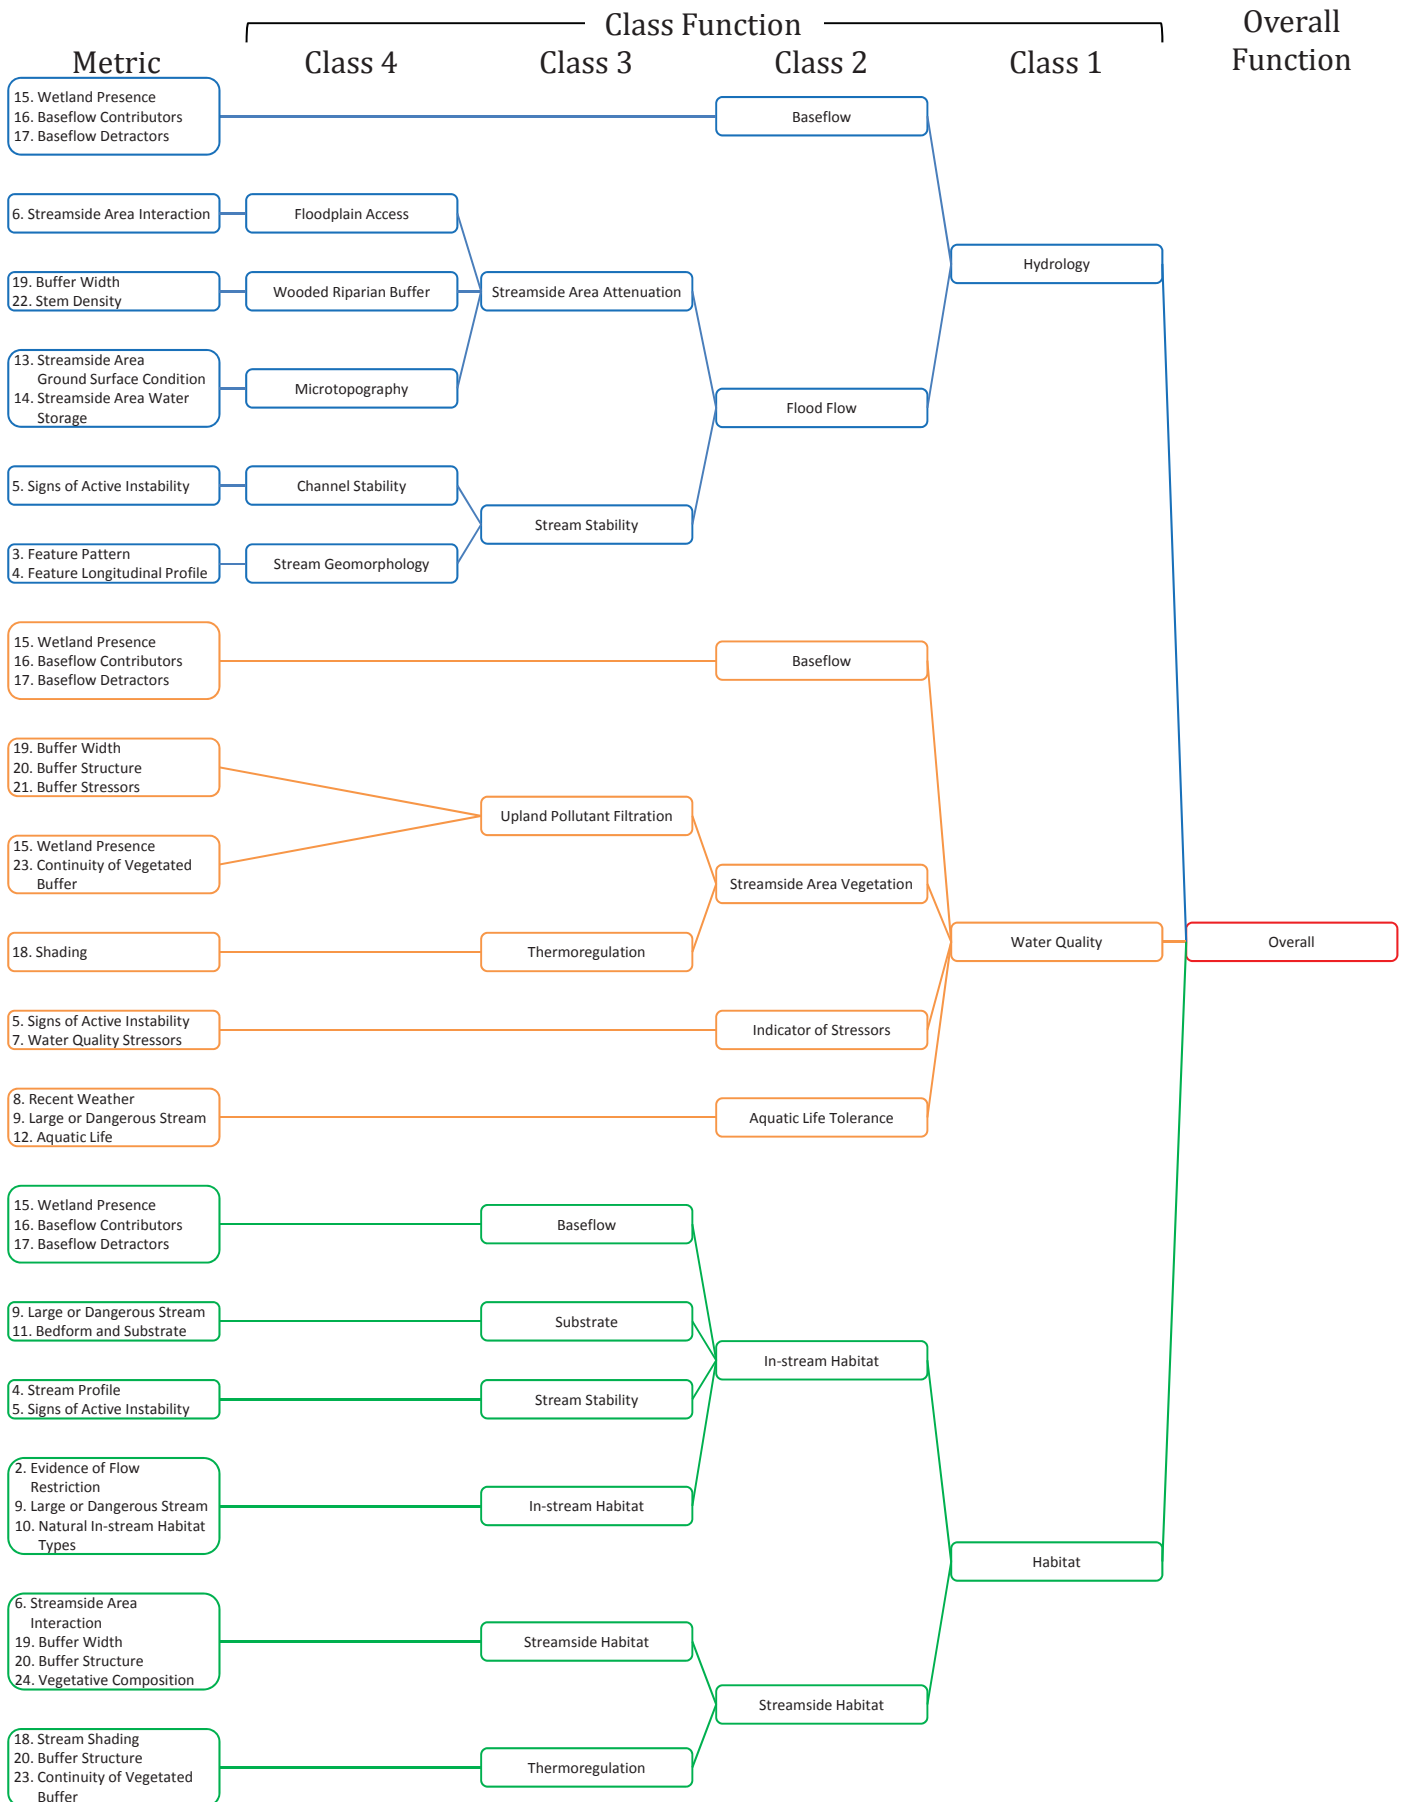 Class Function
Overall
Function
Metric
Class 4
Class 3
Class 2
Class 1
15. Wetland Presence
16. Baseflow Contributors
17. Baseflow Detractors
Baseflow
6. Streamside Area Interaction
Floodplain Access
Hydrology
19. Buffer Width
22. Stem Density
Wooded Riparian Buffer
Streamside Area Attenuation
13. Streamside Area
Ground Surface Condition
14. Streamside Area Water
Storage
Microtopography
Flood Flow
5. Signs of Active Instability
Channel Stability
Stream Stability
3. Feature Pattern
4. Feature Longitudinal Profile
Stream Geomorphology
15. Wetland Presence
16. Baseflow Contributors
17. Baseflow Detractors
Baseflow
19. Buffer Width
20. Buffer Structure
21. Buffer Stressors
Upland Pollutant Filtration
15. Wetland Presence
23. Continuity of Vegetated
Buffer
Streamside Area Vegetation
18. Shading
Thermoregulation
Water Quality
Overall
5. Signs of Active Instability
7. Water Quality Stressors
Indicator of Stressors
8. Recent Weather
9. Large or Dangerous Stream
12. Aquatic Life
Aquatic Life Tolerance
15. Wetland Presence
16. Baseflow Contributors
17. Baseflow Detractors
Baseflow
9. Large or Dangerous Stream
11. Bedform and Substrate
Substrate
In-stream Habitat
4. Stream Profile
5. Signs of Active Instability
Stream Stability
2. Evidence of Flow
Restriction
9. Large or Dangerous Stream
10. Natural In-stream Habitat
Types
In-stream Habitat
Habitat
6. Streamside Area
Interaction
19. Buffer Width
20. Buffer Structure
24. Vegetative Composition
Streamside Habitat
Streamside Habitat
18. Stream Shading
20. Buffer Structure
23. Continuity of Vegetated
Buffer
Thermoregulation